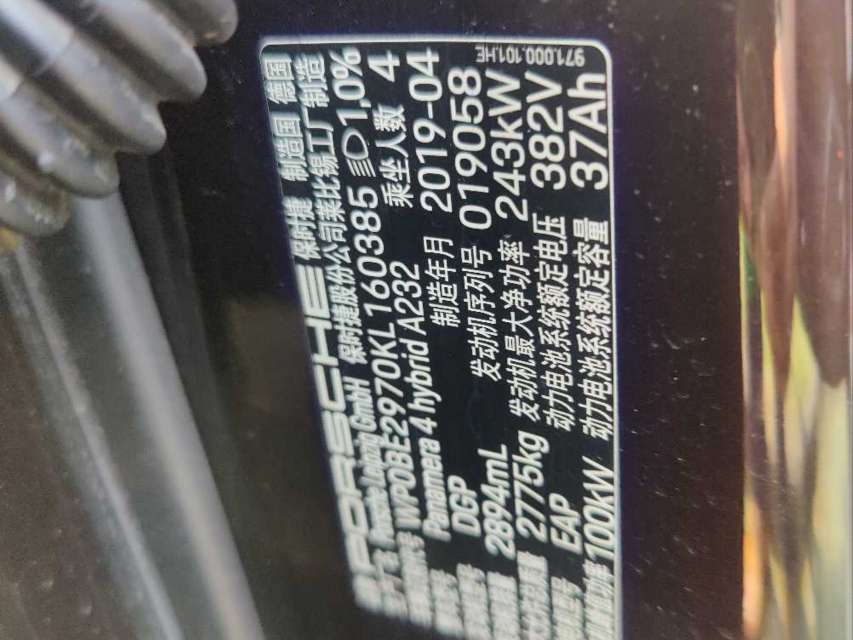 971.000.101.HE
PORSCHE 保时捷 制造国 德国
Porsche Leipzig GmbH 保时捷股份公司莱比锡工厂 制造
WP0BE2970KL160385 1,0%
Panamera 4 hybrid A232 乘坐人数 4
DGP 制造年月 2019-04
2894mL 发动机序列号 019058
2775kg 发动机最大净功率 243kW
EAP 动力电池系统额定电压 382V
100kW 动力电池系统额定容量 37Ah